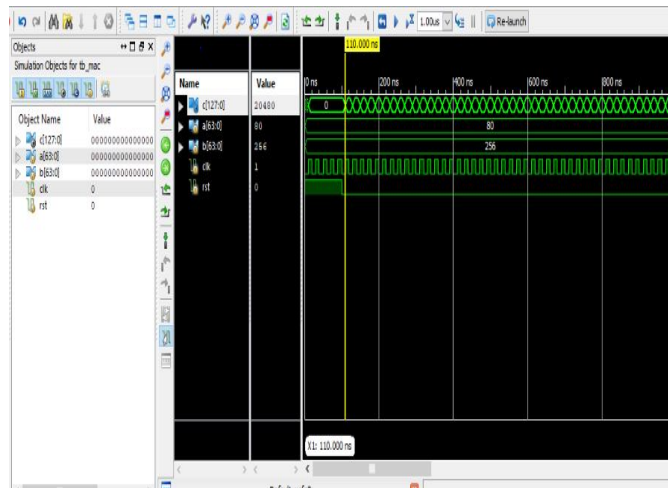 1.00us
Re-launch
Objects
Simulation Objects for tb_mac
Object Name Value
c[127:0] 000000000000000
a[63:0] 000000000000000
b[63:0] 000000000000000
clk 0
rst 0
Name Value
c[127:0] 20480
a[63:0] 80
b[63:0] 256
clk 1
rst 0
110.000 ns
0 ns 200 ns 400 ns 600 ns 800 ns
0
80
256
X1: 110.000 ns